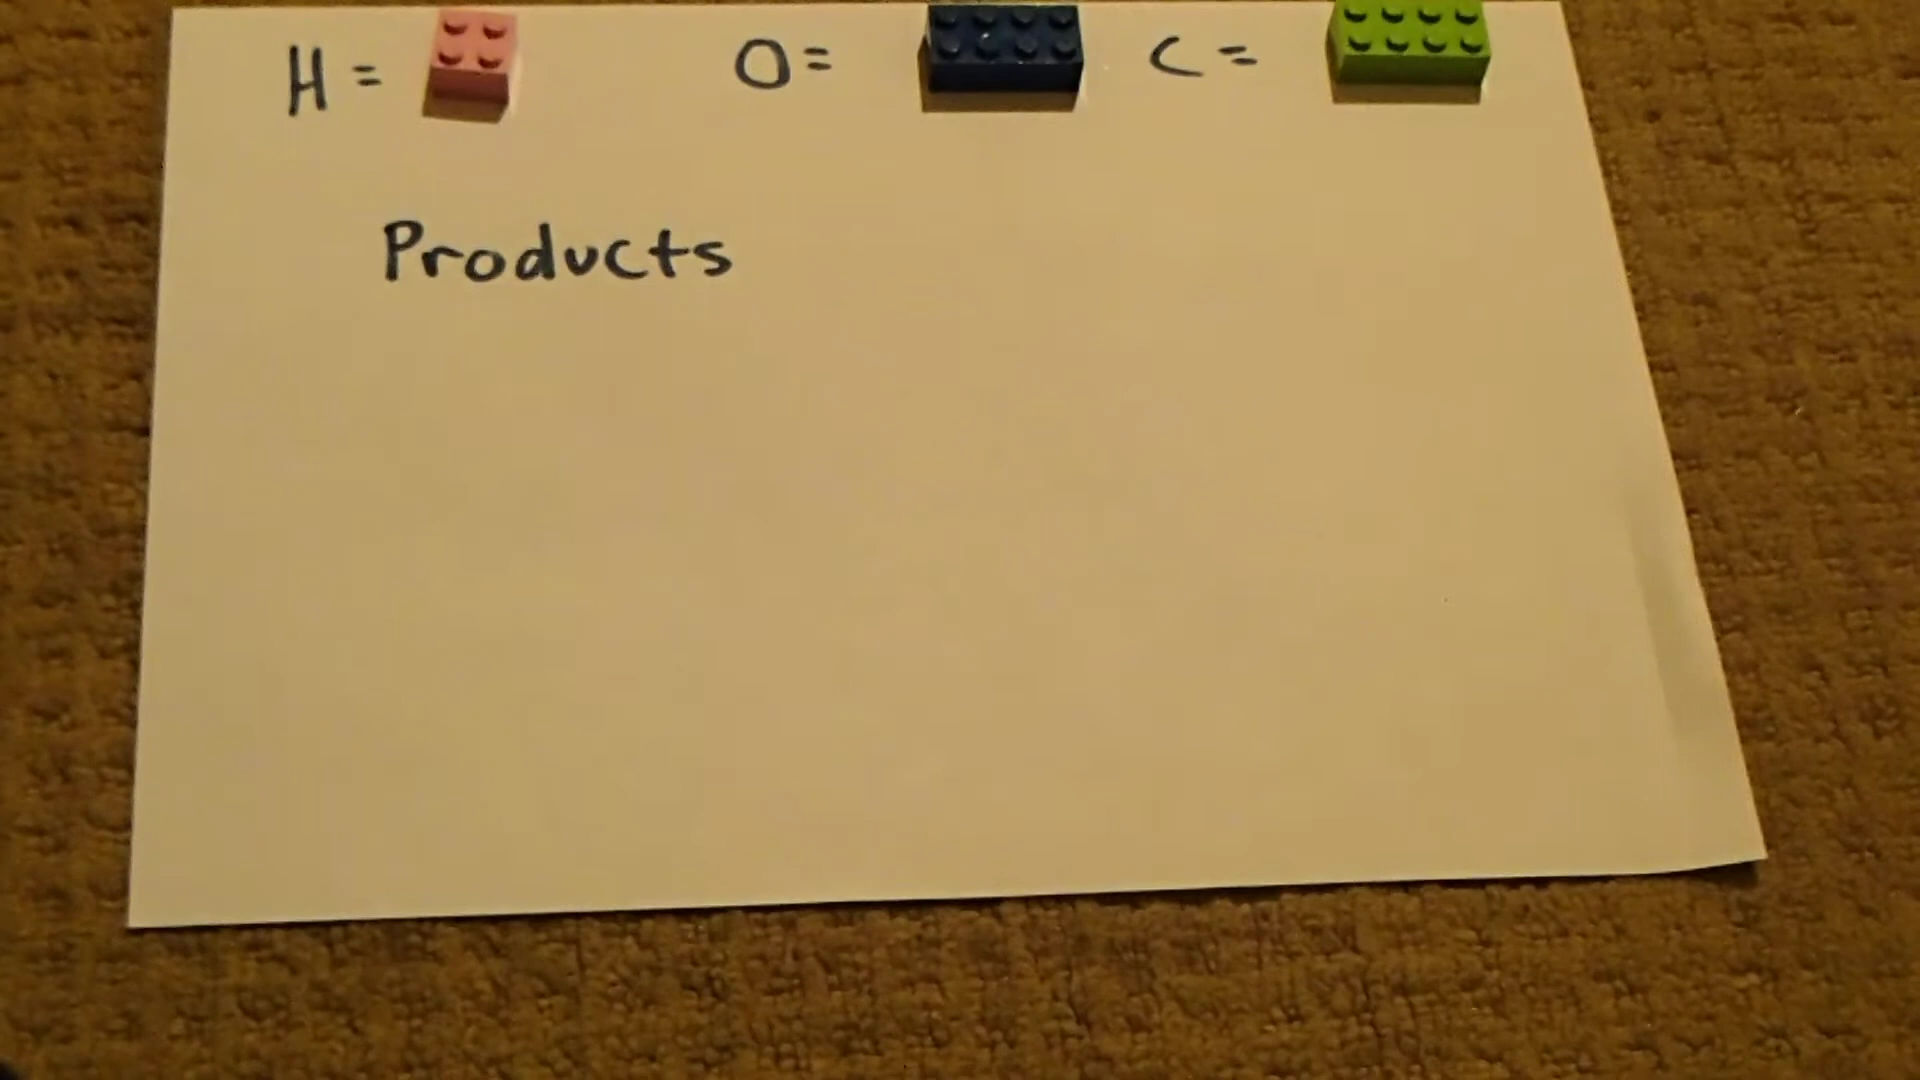 H = O = C =
Products